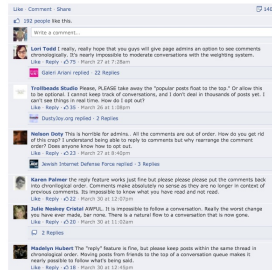 Like · Comment · Share 140
192 people like this.
Write a comment...
Lori Todd I really, really hope that you guys will give page admins an option to see comments
chronologically. It's nearly impossible to moderate conversations with the weighting system.
Like · Reply · 75 · March 27 at 7:28am
Galeri Ariani replied · 22 Replies
Trollbeads Studio Please, PLEASE take away the "popular posts float to the top." Or allow this
to be optional. I cannot keep track of conversations, and I don't deal in thousands of posts yet. I
can't see things in real time. How do I opt out?
Like · Reply · 35 · March 26 at 1:08pm
Dustyjoy.org replied · 2 Replies
Nelson Doty This is horrible for admins.. All the comments are out of order. How do you get rid
of this crap? I understand being able to reply to comments but why rearrange the comment
order? Does anyone know how to opt out.
Like · Reply · 23 · March 27 at 8:40pm
Jewish Internet Defense Force replied · 3 Replies
Karen Palmer the reply feature works just fine but please please please put the comments back
into chronological order. Comments make absolutely no sense as they are no longer in context of
previous comments. Its impossible to know what you have read and not read.
Like · Reply · 22 · March 30 at 12:07pm
Julie Moskey Cristal AWFUL. It is impossible to follow a conversation. Really the worst change
you have ever made, bar none. There is a natural flow to a conversation that is now gone.
Like · Reply · 20 · March 30 at 11:02am
2 Replies
Madelyn Hubert The "reply" Nature is fine, but please keep posts within the same thread in
chronological order. Moving posts from friends to the top of a conversation queue makes it
nearly possible to follow what's being said.
Like · Reply · 18 · March 30 at 12:45pm